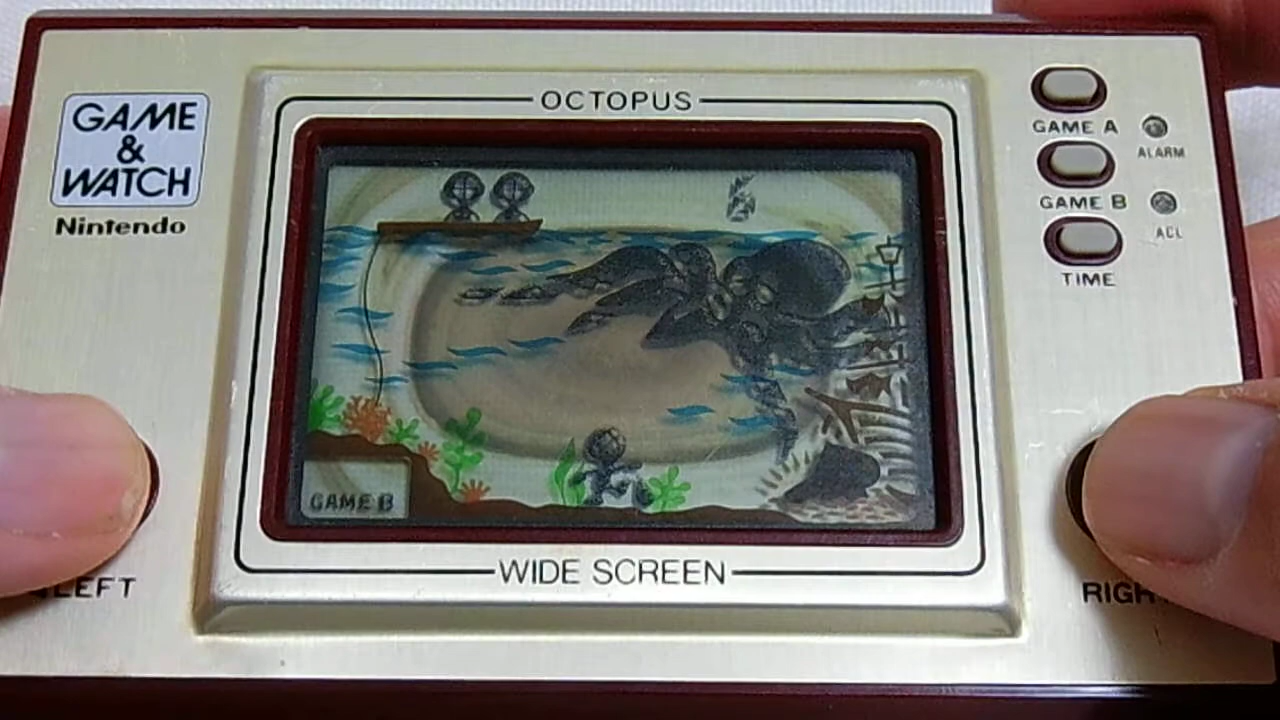 OCTOPUS
GAME
&
WATCH
Nintendo
GAME A
ALARM
GAME B
ACL
TIME
GAME B
WIDE SCREEN
LEFT